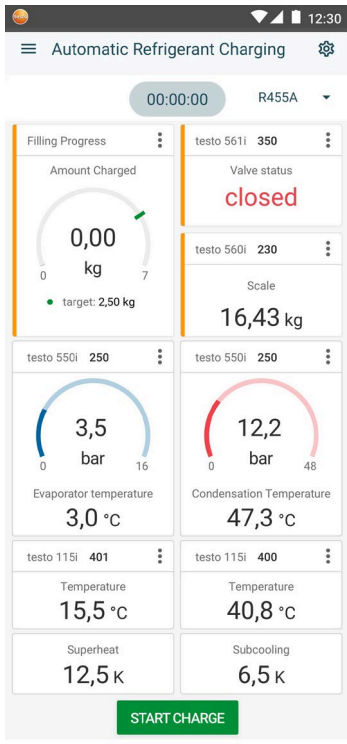 testo
12:30
Automatic Refrigerant Charging
00:00:00
R455A
Filling Progress
Amount Charged
0,00
kg
0
7
target: 2,50 kg
testo 561i 350
Valve status
closed
testo 560i 230
Scale
16,43 kg
testo 550i 250
3,5
bar
0
16
Evaporator temperature
3,0 °C
testo 550i 250
12,2
bar
0
48
Condensation Temperature
47,3 °C
testo 115i 401
Temperature
15,5 °C
testo 115i 400
Temperature
40,8 °C
Superheat
12,5 K
Subcooling
6,5 K
START CHARGE